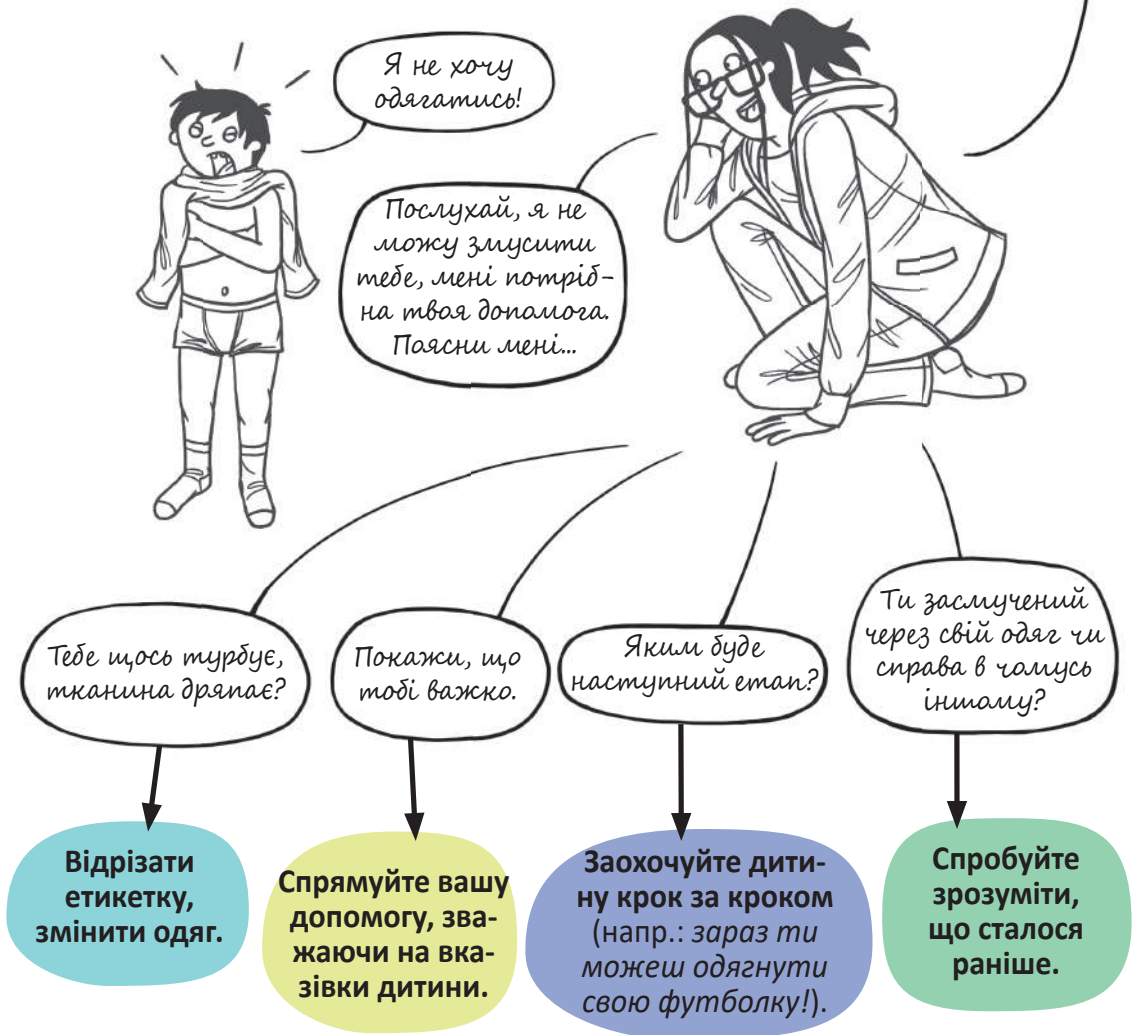 Я не хочу
одягатись!
Послухай, я не
можу змусити
тебе, мені потріб-
на твоя допомога.
Поясни мені...
Тебе щось турбує,
тканина дряпає?
Покажи, що
тобі важко.
Яким буде
наступний етап?
Ти засмучений
через свій одяг чи
справа в чомусь
іншому?
Відрізати
етикетку,
змінити одяг.
Спрямуйте вашу
допомогу, зва-
жаючи на вка-
зівки дитини.
Заохочуйте дити-
ну крок за кроком
(напр.: зараз ти
можеш одягнути
свою футболку!).
Спробуйте
зрозуміти,
що сталося
раніше.